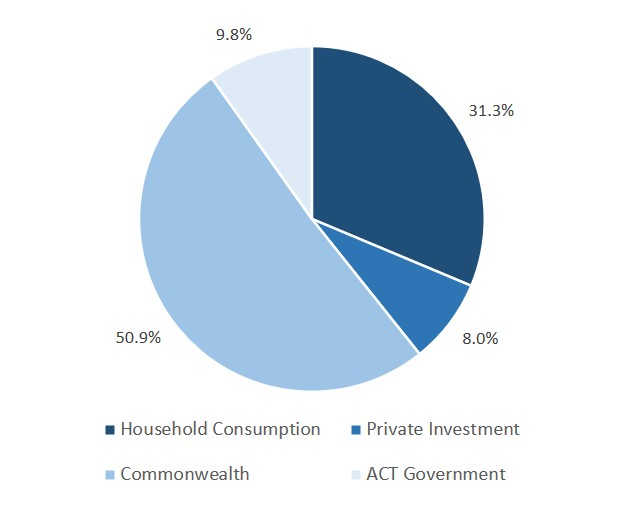 9.8%
31.3%
50.9%
8.0%
Household Consumption Private Investment
Commonwealth ACT Government